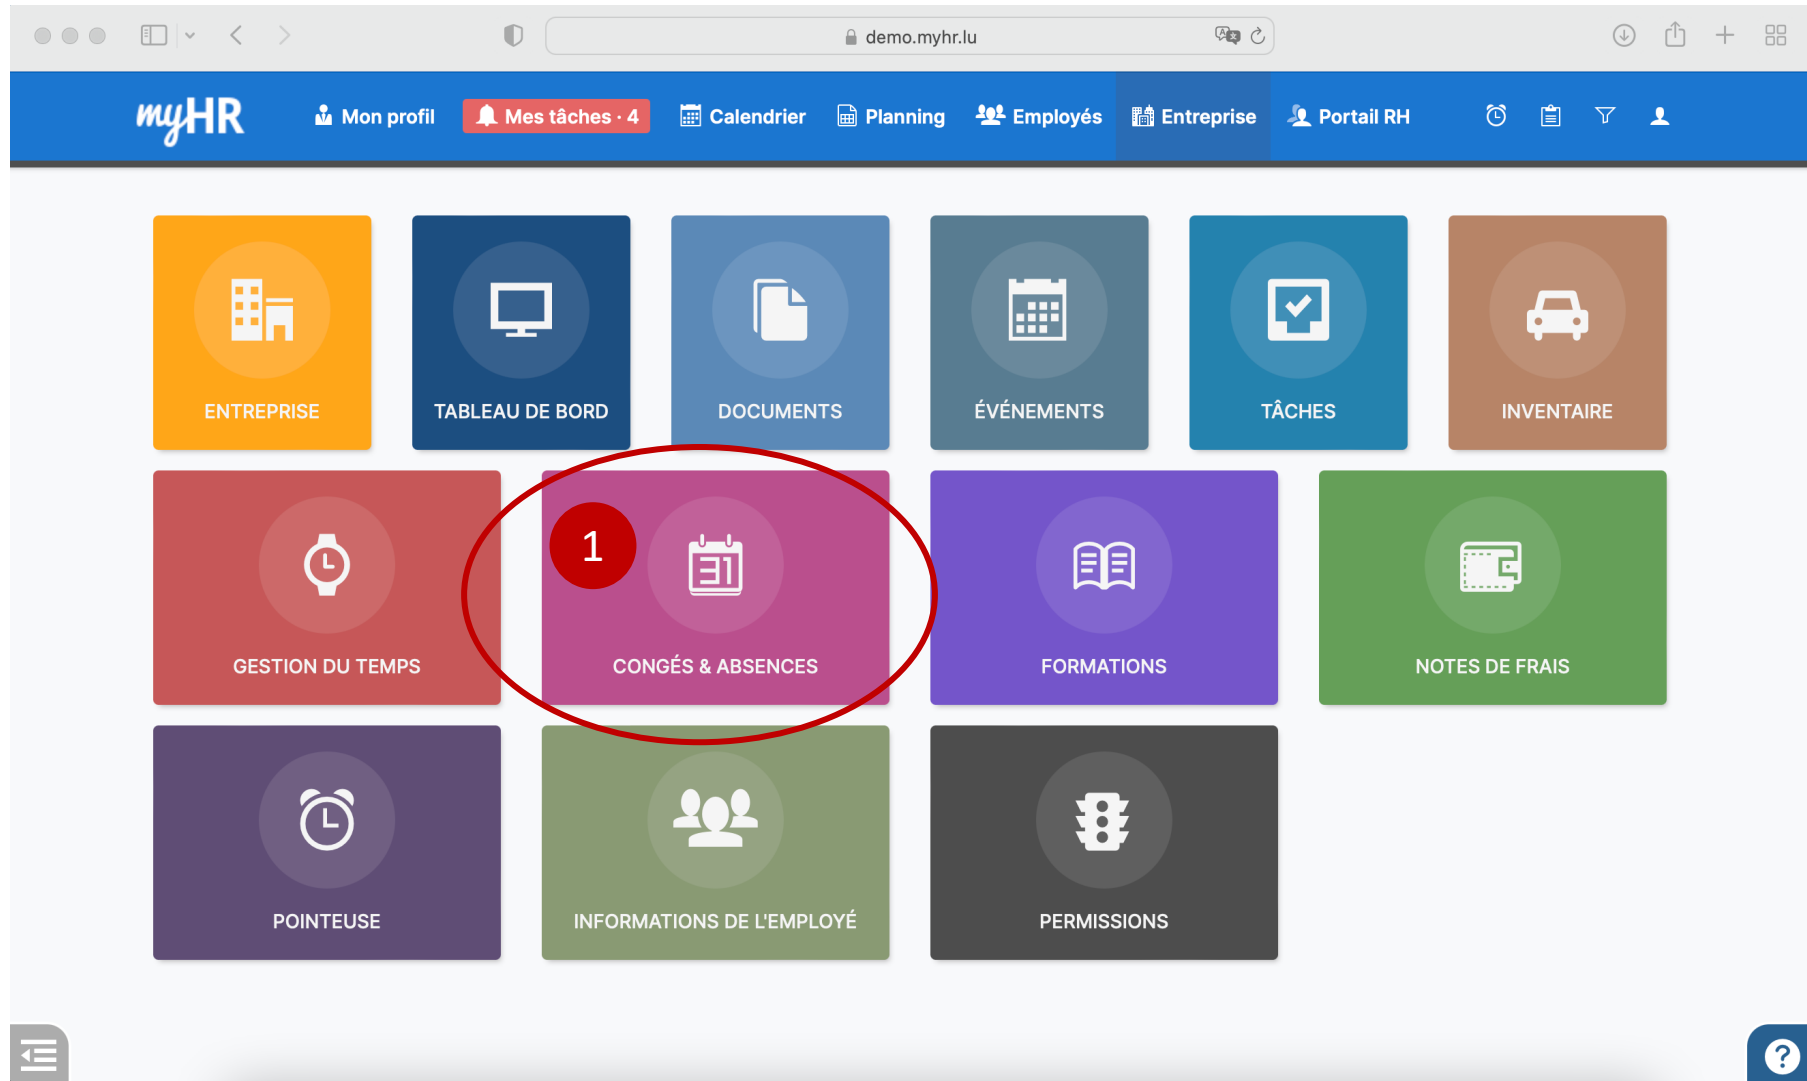 demo.myhr.lu
myHR
Mon profil
Mes tâches · 4
Calendrier
Planning
Employés
Entreprise
Portail RH
ENTREPRISE
TABLEAU DE BORD
DOCUMENTS
ÉVÉNEMENTS
TÂCHES
INVENTAIRE
1
31
GESTION DU TEMPS
CONGÉS & ABSENCES
FORMATIONS
NOTES DE FRAIS
POINTEUSE
INFORMATIONS DE L'EMPLOYÉ
PERMISSIONS
?